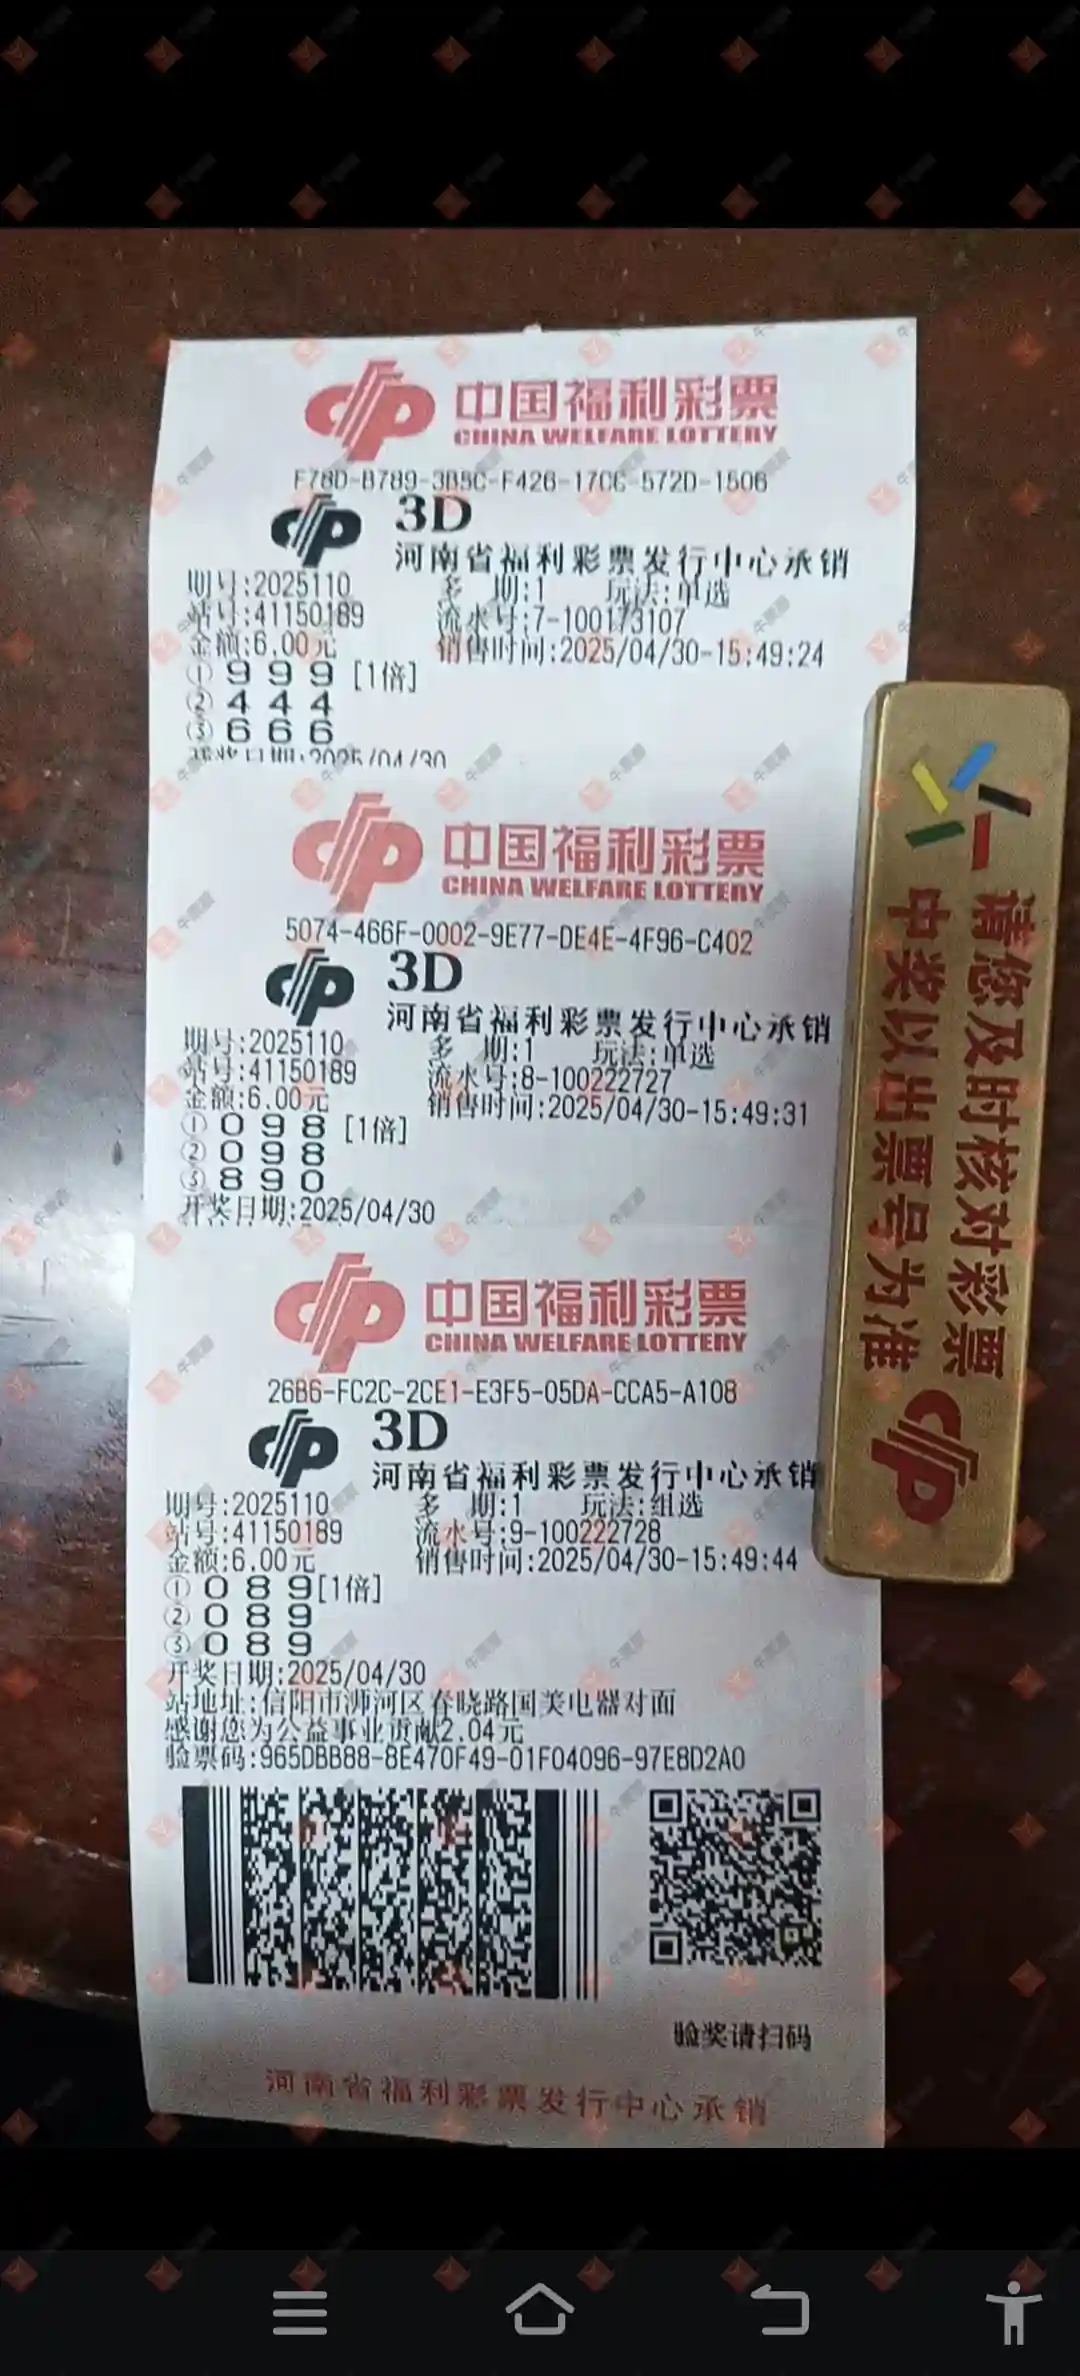 中国福利彩票
CHINA WELFARE LOTTERY
F78D-B789-3B5C-F426-17CC-572D-1506
3D
河南省福利彩票发行中心承销
期号:2025110 多 期:1 玩法:单选
站号:41150189 流水号:7-100173107
金额:6.00元 销售时间:2025/04/30-15:49:24
① 9 9 9 [1倍]
② 4 4 4
③ 6 6 6
开奖日期:2025/04/30
中国福利彩票
CHINA WELFARE LOTTERY
5074-466F-0002-9E77-DE4E-4F96-C402
3D
河南省福利彩票发行中心承销
期号:2025110 多 期:1 玩法:单选
站号:41150189 流水号:8-100222727
金额:6.00元 销售时间:2025/04/30-15:49:31
① 0 9 8 [1倍]
② 0 9 8
③ 8 9 0
开奖日期:2025/04/30
中国福利彩票
CHINA WELFARE LOTTERY
26B6-FC2C-2CE1-E3F5-05DA-CCA5-A108
3D
河南省福利彩票发行中心承销
期号:2025110 多 期:1 玩法:组选
站号:41150189 流水号:9-100222728
金额:6.00元 销售时间:2025/04/30-15:49:44
① 0 8 9[1倍]
② 0 8 9
③ 0 8 9
开奖日期:2025/04/30
站地址:信阳市浉河区春晓路国美电器对面
感谢您为公益事业贡献2.04元
验票码:965DBB88-8E470F49-01F04096-97E8D2A0
验奖请扫码
河南省福利彩票发行中心承销
请您及时核对彩票
中奖以出票号为准